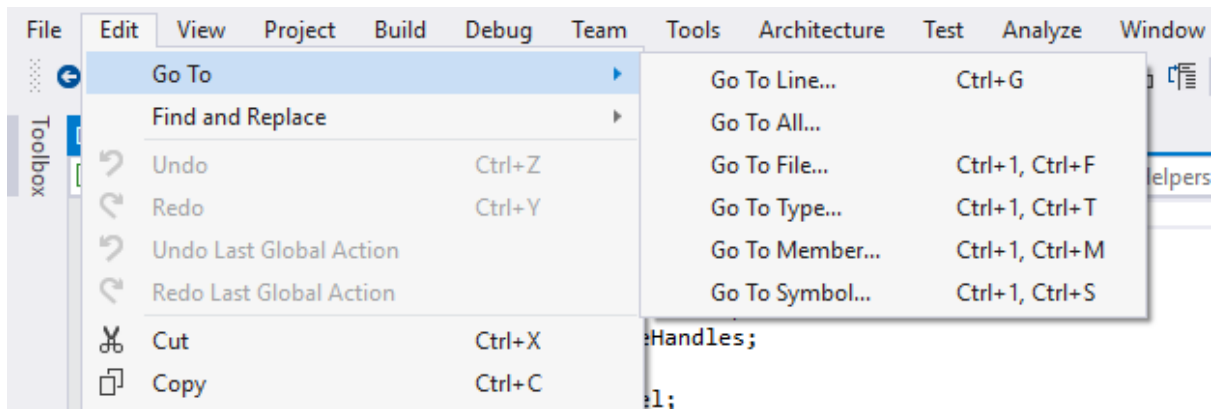 File Edit View Project Build Debug Team Tools Architecture Test Analyze Window
Toolbox
Go To
Find and Replace
Undo Ctrl+Z
Redo Ctrl+Y
Undo Last Global Action
Redo Last Global Action
Cut Ctrl+X
Copy Ctrl+C
Go To Line... Ctrl+G
Go To All...
Go To File... Ctrl+1, Ctrl+F
Go To Type... Ctrl+1, Ctrl+T
Go To Member... Ctrl+1, Ctrl+M
Go To Symbol... Ctrl+1, Ctrl+S
elpers
eHandles;
el;